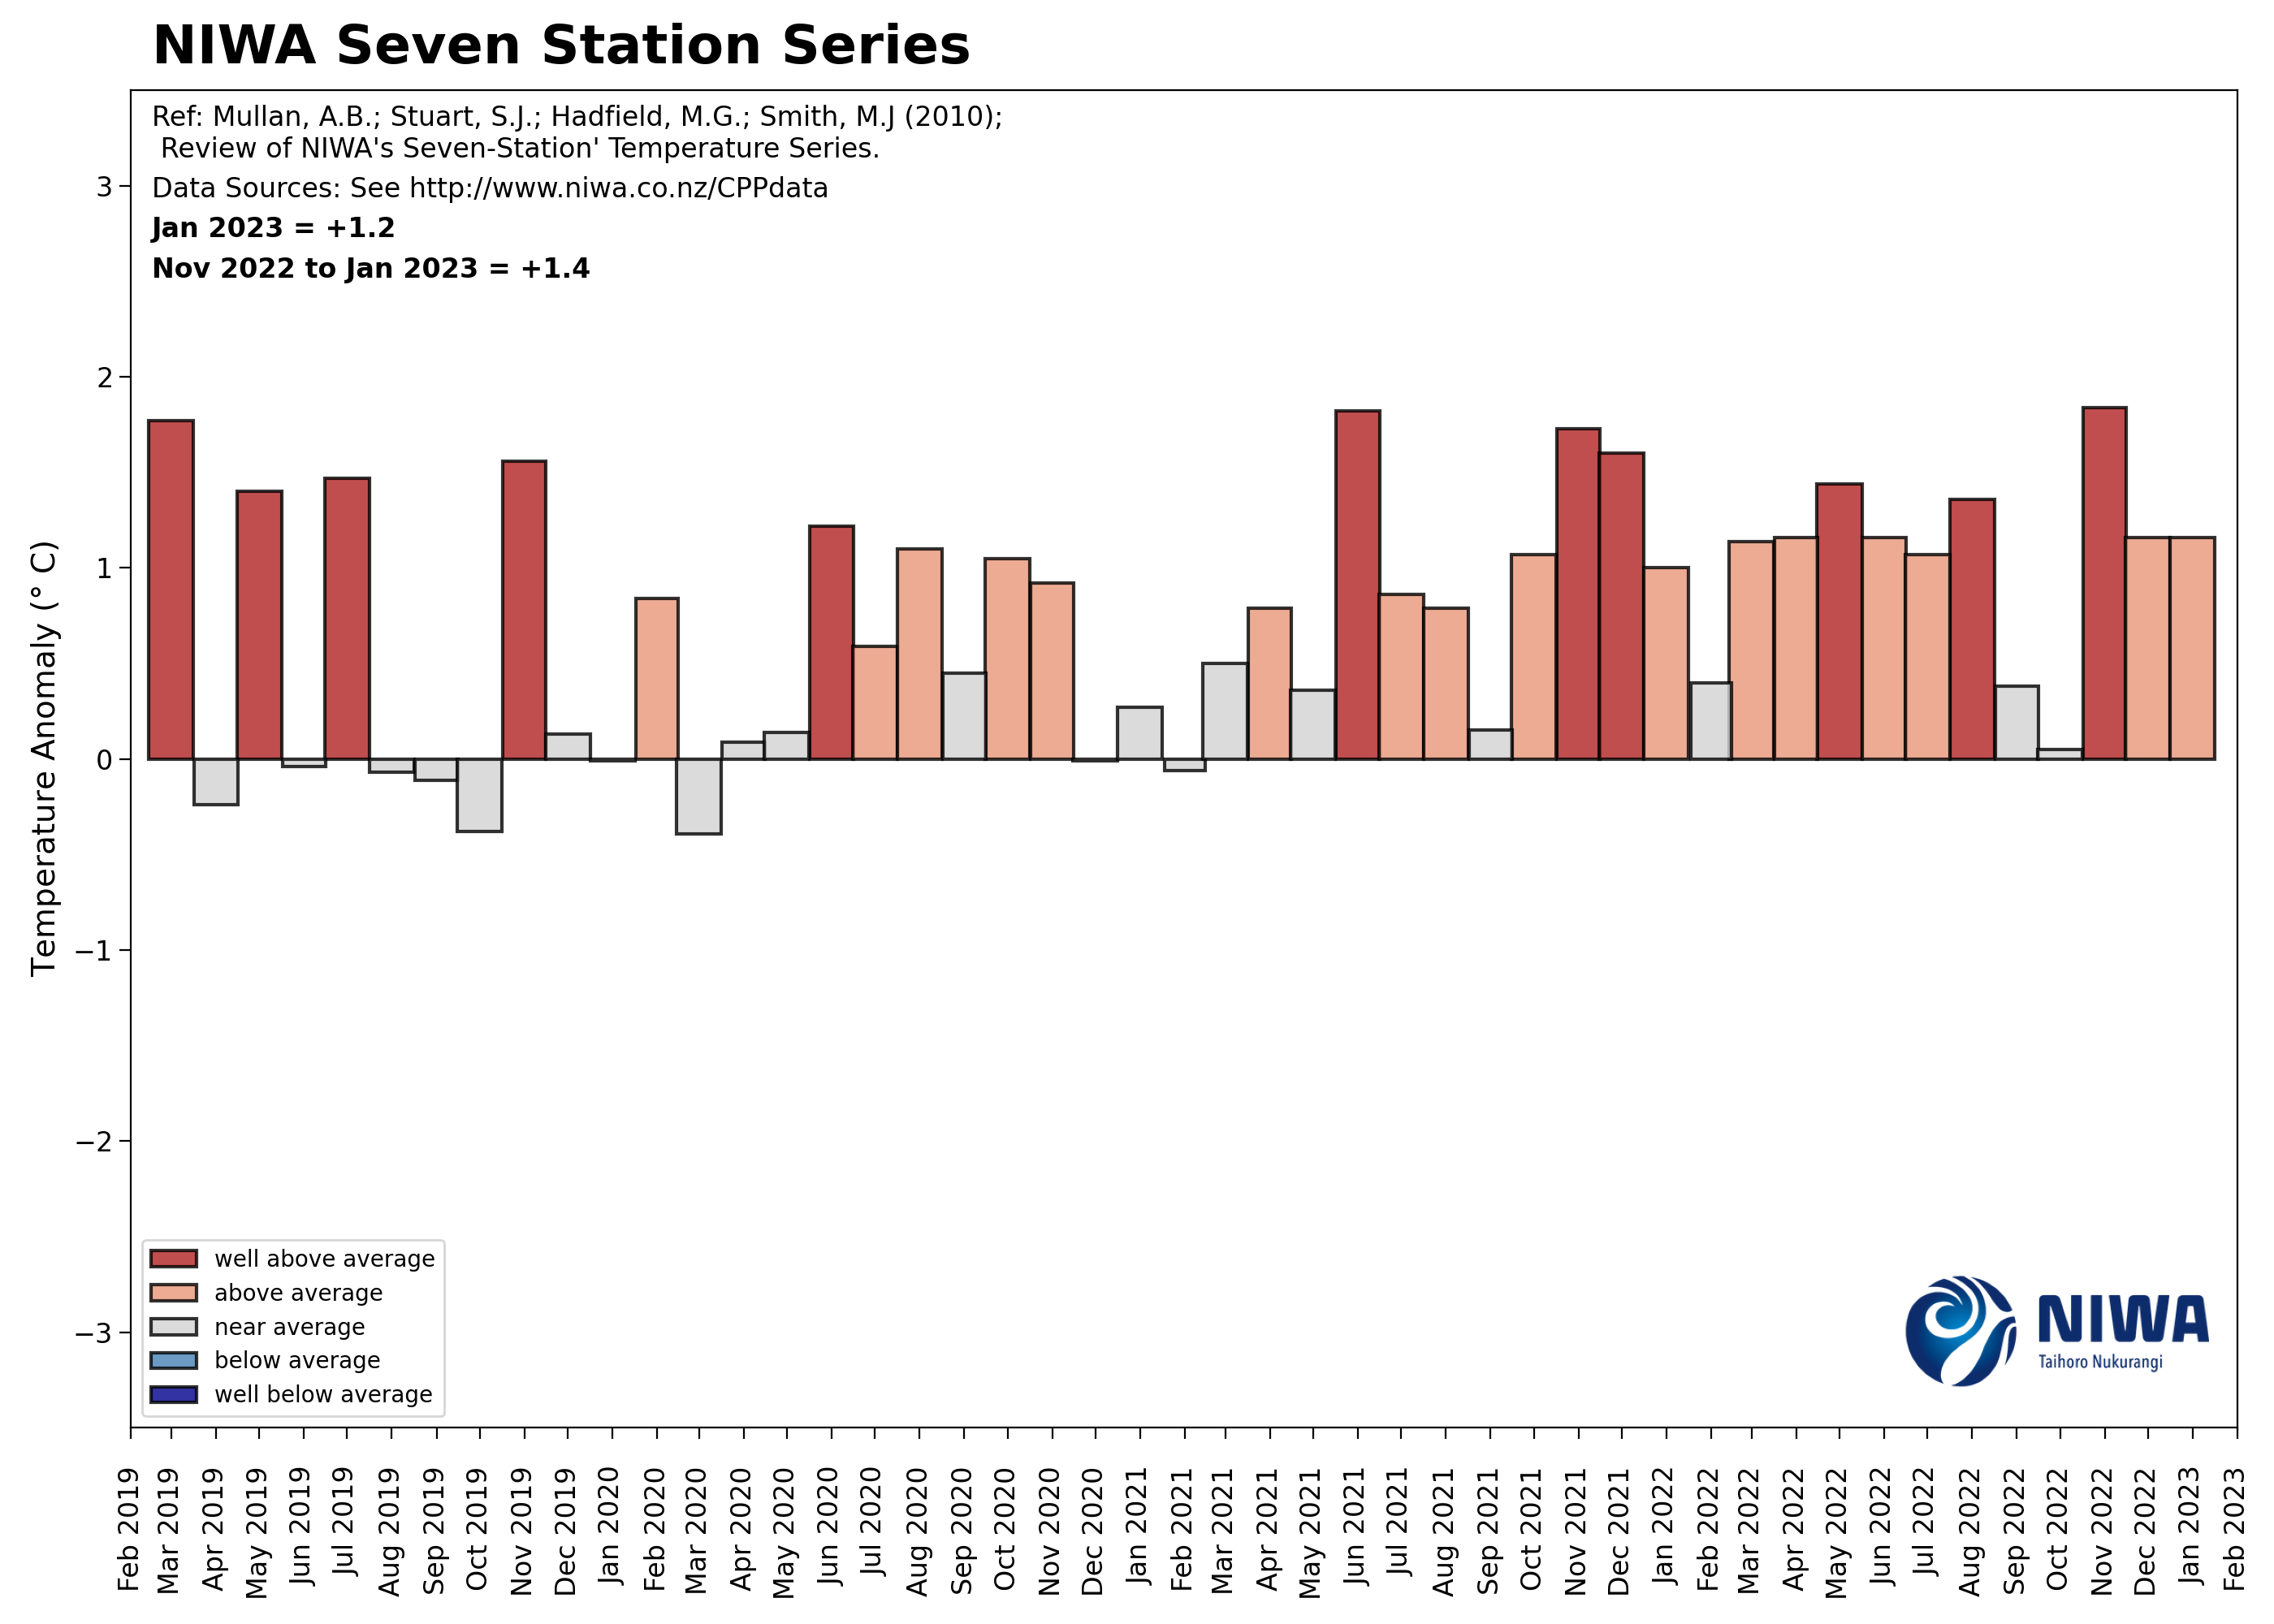 NIWA Seven Station Series
Ref: Mullan, A.B.; Stuart, S.J.; Hadfield, M.G.; Smith, M.J (2010);
Review of NIWA's Seven-Station' Temperature Series.
Data Sources: See http://www.niwa.co.nz/CPPdata
Jan 2023 = +1.2
Nov 2022 to Jan 2023 = +1.4
Temperature Anomaly (° C)
3
2
1
0
−1
−2
−3
well above average
above average
near average
below average
well below average
NIWA
Taihoro Nukurangi
Feb 2019
Mar 2019
Apr 2019
May 2019
Jun 2019
Jul 2019
Aug 2019
Sep 2019
Oct 2019
Nov 2019
Dec 2019
Jan 2020
Feb 2020
Mar 2020
Apr 2020
May 2020
Jun 2020
Jul 2020
Aug 2020
Sep 2020
Oct 2020
Nov 2020
Dec 2020
Jan 2021
Feb 2021
Mar 2021
Apr 2021
May 2021
Jun 2021
Jul 2021
Aug 2021
Sep 2021
Oct 2021
Nov 2021
Dec 2021
Jan 2022
Feb 2022
Mar 2022
Apr 2022
May 2022
Jun 2022
Jul 2022
Aug 2022
Sep 2022
Oct 2022
Nov 2022
Dec 2022
Jan 2023
Feb 2023